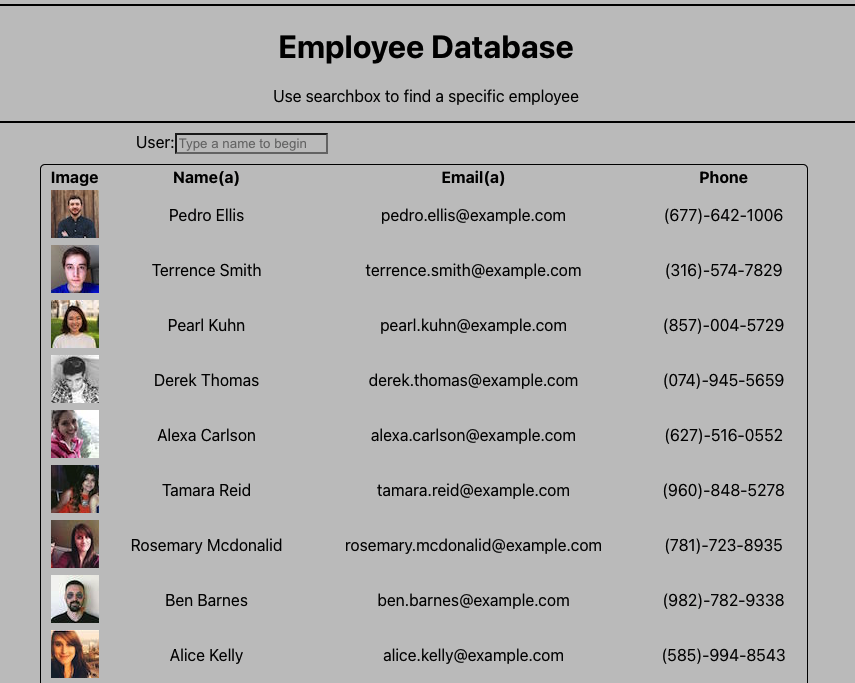 Employee Database
Use searchbox to find a specific employee
User: Type a name to begin
Image Name(a) Email(a) Phone
Pedro Ellis pedro.ellis@example.com (677)-642-1006
Terrence Smith terrence.smith@example.com (316)-574-7829
Pearl Kuhn pearl.kuhn@example.com (857)-004-5729
Derek Thomas derek.thomas@example.com (074)-945-5659
Alexa Carlson alexa.carlson@example.com (627)-516-0552
Tamara Reid tamara.reid@example.com (960)-848-5278
Rosemary Mcdonalid rosemary.mcdonalid@example.com (781)-723-8935
Ben Barnes ben.barnes@example.com (982)-782-9338
Alice Kelly alice.kelly@example.com (585)-994-8543